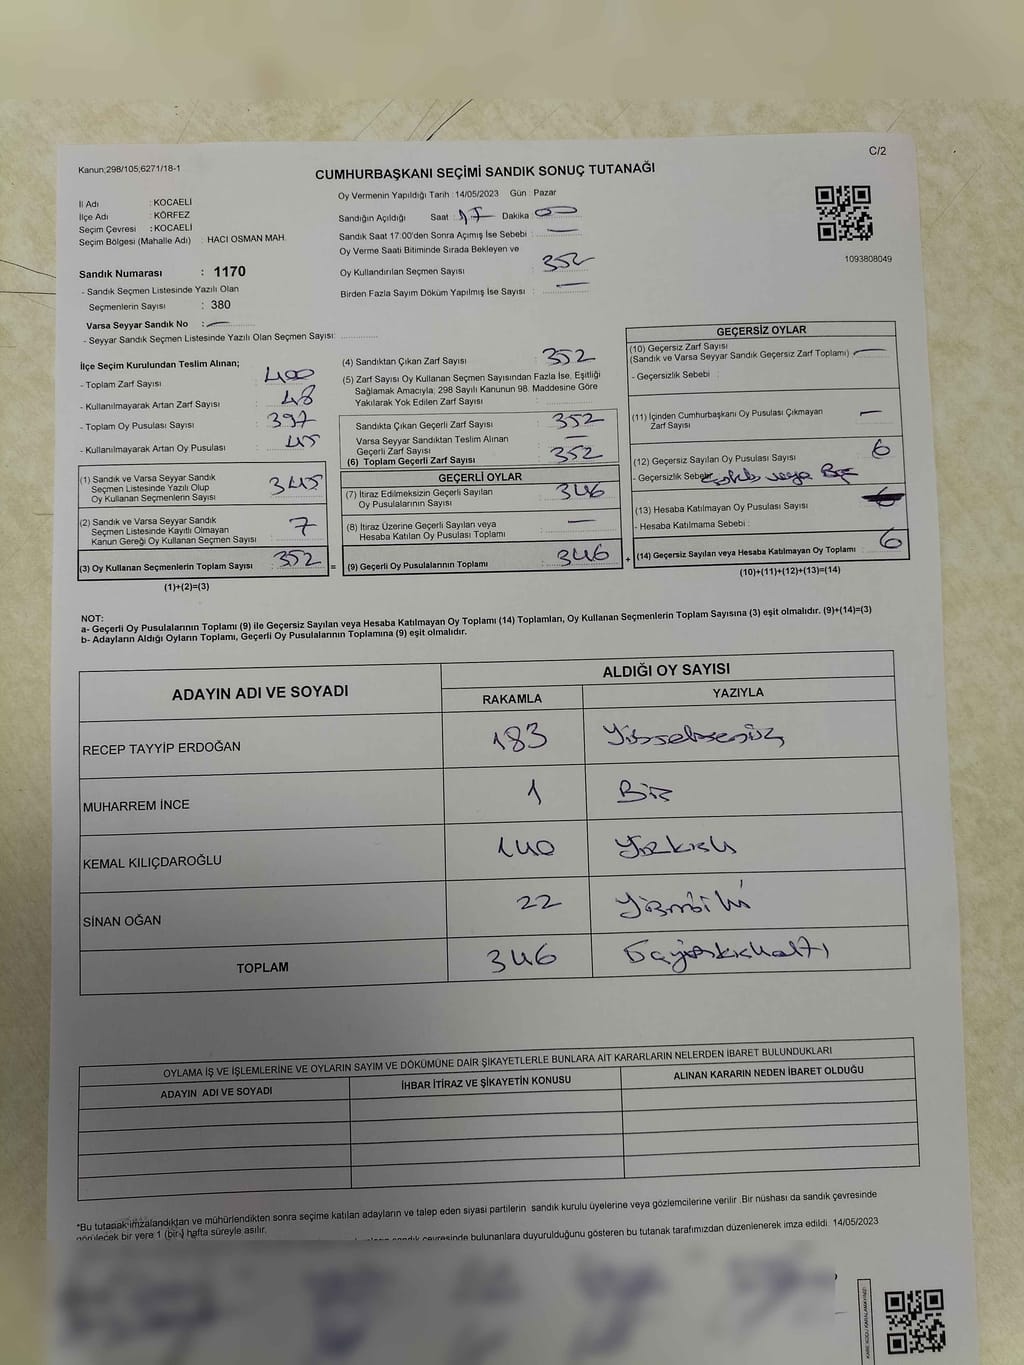 C/2
Kanun;298/105;6271/18-1
CUMHURBAŞKANI SEÇİMİ SANDIK SONUÇ TUTANAĞI
İl Adı : KOCAELİ
İlçe Adı : KÖRFEZ
Seçim Çevresi : KOCAELİ
Seçim Bölgesi (Mahalle Adı) : HACI OSMAN MAH.
Sandık Numarası : 1170
- Sandık Seçmen Listesinde Yazılı Olan
Seçmenlerin Sayısı : 380
Varsa Seyyar Sandık No : —
- Seyyar Sandık Seçmen Listesinde Yazılı Olan Seçmen Sayısı:
Oy Vermenin Yapıldığı Tarih : 14/05/2023 Gün : Pazar
Sandığın Açıldığı Saat 17 Dakika 00
Sandık Saat 17:00'den Sonra Açımış İse Sebebi : —
Oy Verme Saati Bitiminde Sırada Bekleyen ve
Oy Kullandırılan Seçmen Sayısı 352
Birden Fazla Sayım Döküm Yapılmış İse Sayısı : —
1093808049
İlçe Seçim Kurulundan Teslim Alınan;
- Toplam Zarf Sayısı : 400
- Kullanılmayarak Artan Zarf Sayısı : 48
- Toplam Oy Pusulası Sayısı : 397
- Kullanılmayarak Artan Oy Pusulası : 45
(1) Sandık ve Varsa Seyyar Sandık
Seçmen Listesinde Yazılı Olup
Oy Kullanan Seçmenlerin Sayısı : 345
(2) Sandık ve Varsa Seyyar Sandık
Seçmen Listesinde Kayıtlı Olmayan
Kanun Gereği Oy Kullanan Seçmen Sayısı : 7
(3) Oy Kullanan Seçmenlerin Toplam Sayısı : 352 =
(1)+(2)=(3)
(4) Sandıktan Çıkan Zarf Sayısı : 352
(5) Zarf Sayısı Oy Kullanan Seçmen Sayısından Fazla İse, Eşitliği
Sağlamak Amacıyla; 298 Sayılı Kanunun 98. Maddesine Göre
Yakılarak Yok Edilen Zarf Sayısı :
Sandıkta Çıkan Geçerli Zarf Sayısı : 352
Varsa Seyyar Sandıktan Teslim Alınan
Geçerli Zarf Sayısı : —
(6) Toplam Geçerli Zarf Sayısı : 352
GEÇERLİ OYLAR
(7) İtiraz Edilmeksizin Geçerli Sayılan
Oy Pusulalarının Sayısı : 346
(8) İtiraz Üzerine Geçerli Sayılan veya
Hesaba Katılan Oy Pusulası Toplamı : —
(9) Geçerli Oy Pusulalarının Toplamı : 346 +
GEÇERSİZ OYLAR
(10) Geçersiz Zarf Sayısı
(Sandık ve Varsa Seyyar Sandık Geçersiz Zarf Toplamı) —
- Geçersizlik Sebebi :
(11) İçinden Cumhurbaşkanı Oy Pusulası Çıkmayan
Zarf Sayısı : —
(12) Geçersiz Sayılan Oy Pusulası Sayısı : 6
- Geçersizlik Sebebi: veya Boş
(13) Hesaba Katılmayan Oy Pusulası Sayısı
- Hesaba Katılmama Sebebi :
(14) Geçersiz Sayılan veya Hesaba Katılmayan Oy Toplamı : 6
(10)+(11)+(12)+(13)=(14)
NOT:
a- Geçerli Oy Pusulalarının Toplamı (9) ile Geçersiz Sayılan veya Hesaba Katılmayan Oy Toplamı (14) Toplamları, Oy Kullanan Seçmenlerin Toplam Sayısına (3) eşit olmalıdır. (9)+(14)=(3)
b- Adayların Aldığı Oyların Toplamı, Geçerli Oy Pusulalarının Toplamına (9) eşit olmalıdır.
ADAYIN ADI VE SOYADI
ALDIĞI OY SAYISI
RAKAMLA YAZIYLA
RECEP TAYYİP ERDOĞAN 183 Yüzseksenüç
MUHARREM İNCE 1 Bir
KEMAL KILIÇDAROĞLU 140 Yüzkırk
SİNAN OĞAN 22 Yirmi iki
TOPLAM 346 Üçyüzkırkaltı
OYLAMA İŞ VE İŞLEMLERİNE VE OYLARIN SAYIM VE DÖKÜMÜNE DAİR ŞİKAYETLERLE BUNLARA AİT KARARLARIN NELERDEN İBARET BULUNDUKLARI
ADAYIN ADI VE SOYADI İHBAR İTİRAZ VE ŞİKAYETİN KONUSU ALINAN KARARIN NEDEN İBARET OLDUĞU
*Bu tutanak imzalandıktan ve mühürlendikten sonra seçime katılan adayların ve talep eden siyasi partilerin sandık kurulu üyelerine veya gözlemcilerine verilir .Bir nüshası da sandık çevresinde
görülecek bir yere 1 (bir) hafta süreyle asılır.
sandık çevresinde bulunanlara duyurulduğunu gösteren bu tutanak tarafımızdan düzenlenerek imza edildi. 14/05/2023